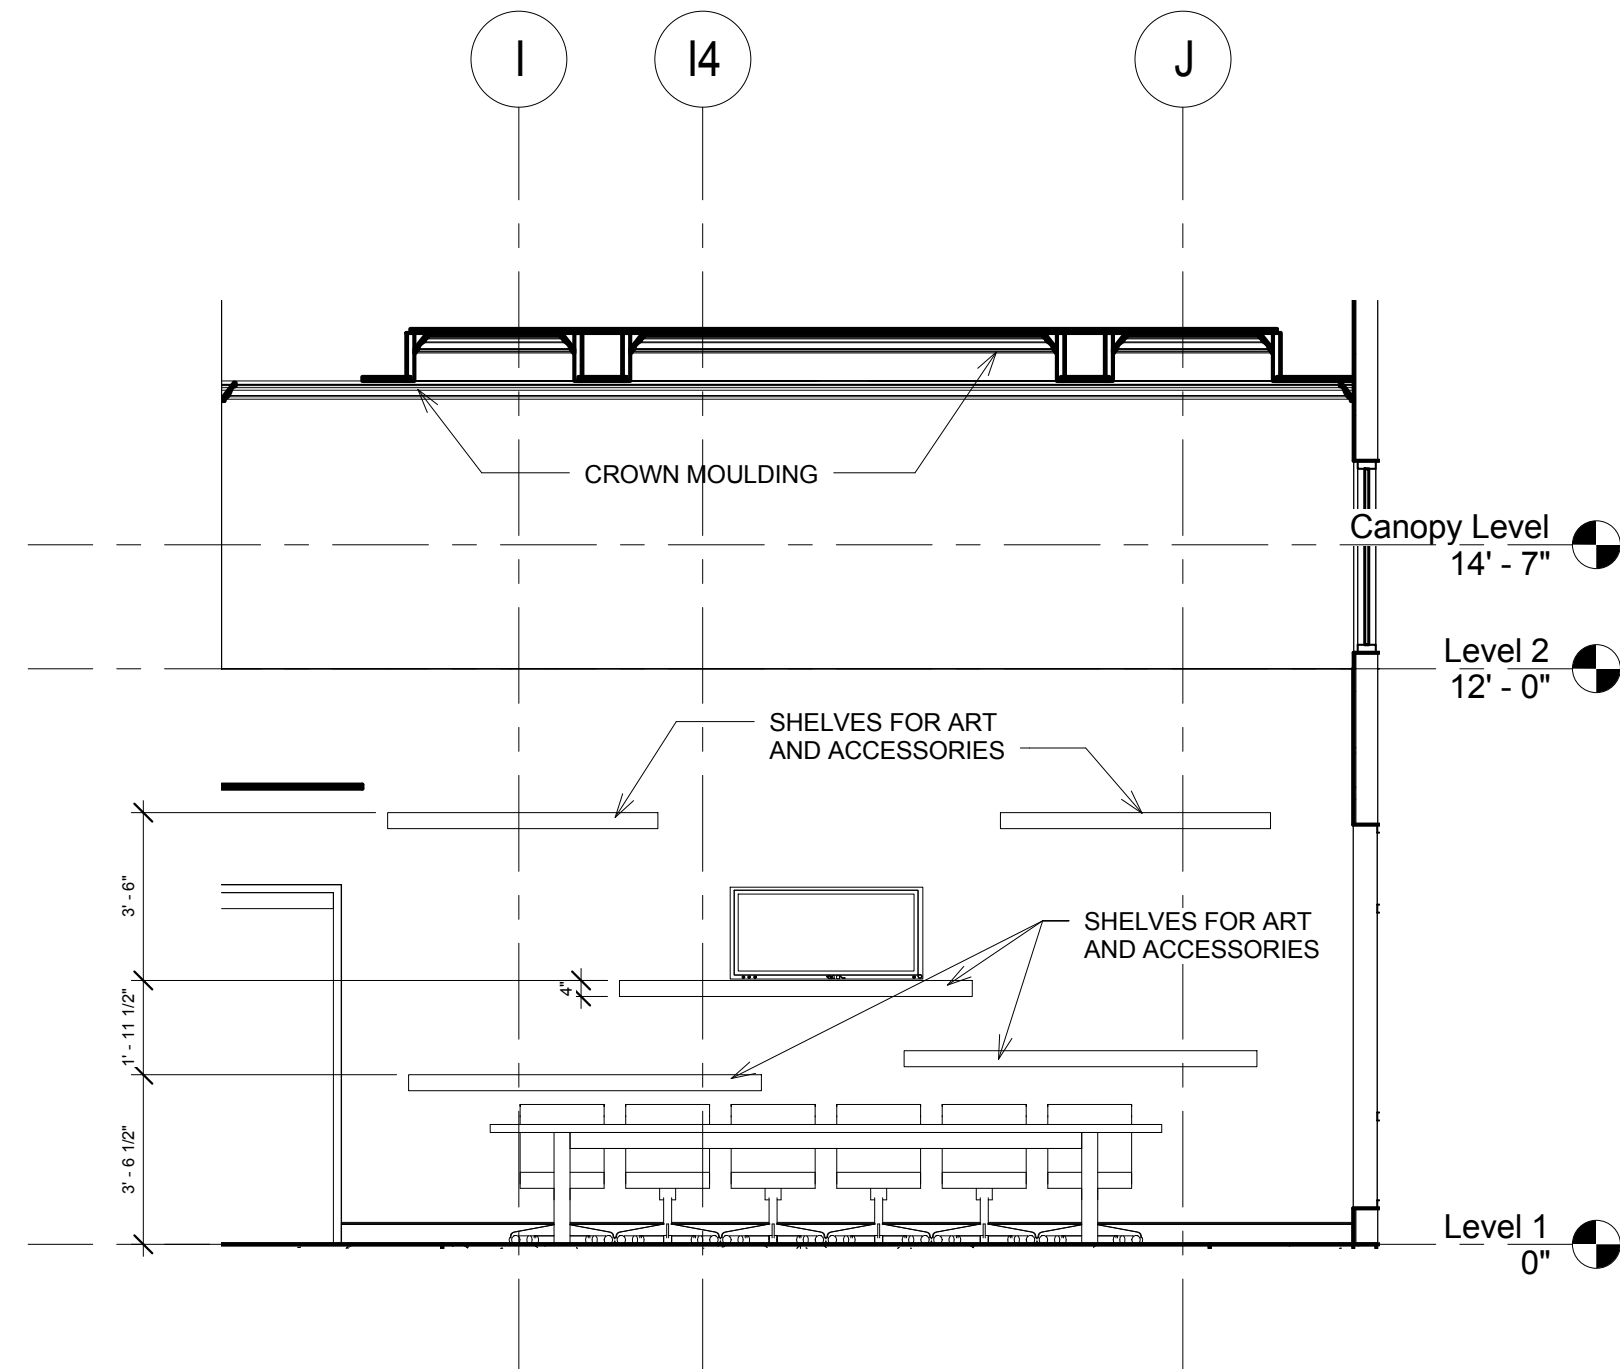 I
I4
J
CROWN MOULDING
Canopy Level
14' - 7"
Level 2
12' - 0"
SHELVES FOR ART
AND ACCESSORIES
3' - 6"
SHELVES FOR ART
AND ACCESSORIES
4"
1' - 11 1/2"
3' - 6 1/2"
Level 1
0"